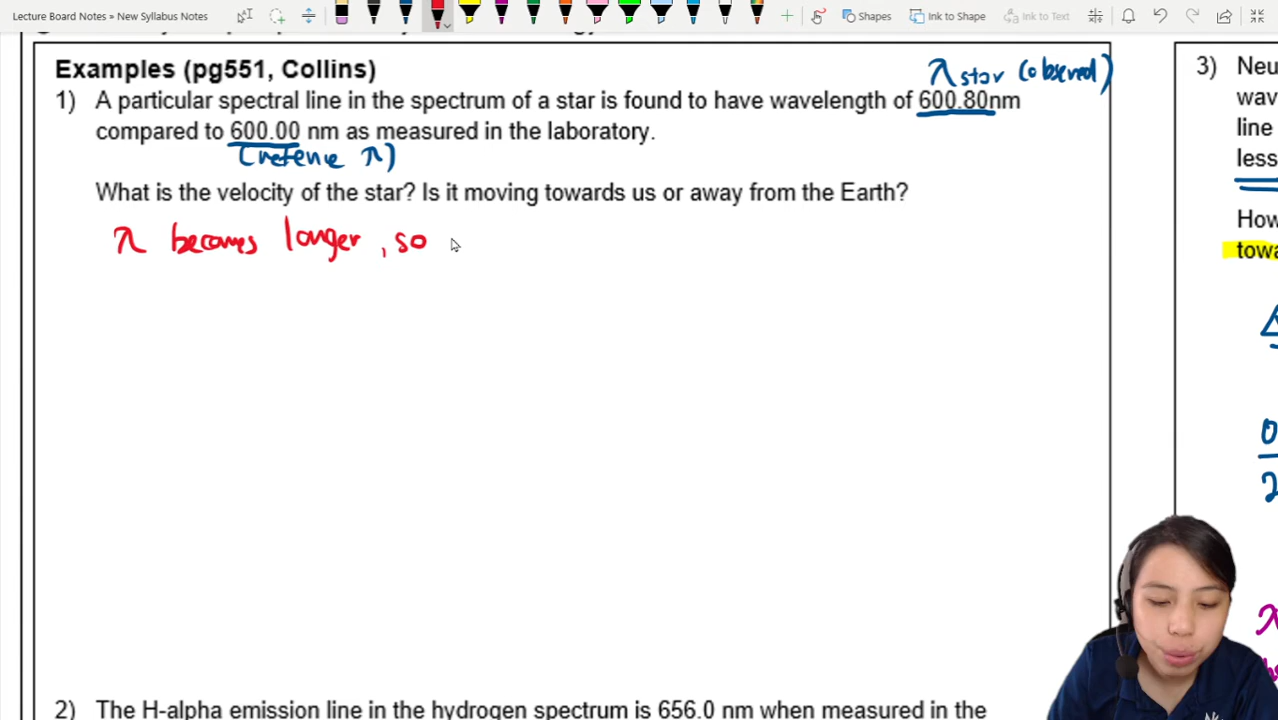 Lecture Board Notes » New Syllabus Notes
Shapes
Ink to Shape
Ink to Text
Examples (pg551, Collins)
λ star (observed)
1) A particular spectral line in the spectrum of a star is found to have wavelength of 600.80nm
compared to 600.00 nm as measured in the laboratory.
λ)
What is the velocity of the star? Is it moving towards us or away from the Earth?
λ becomes longer, so
2) The H-alpha emission line in the hydrogen spectrum is 656.0 nm when measured in the
3) Neu
wav
line
less
How
towa
0
2
λ